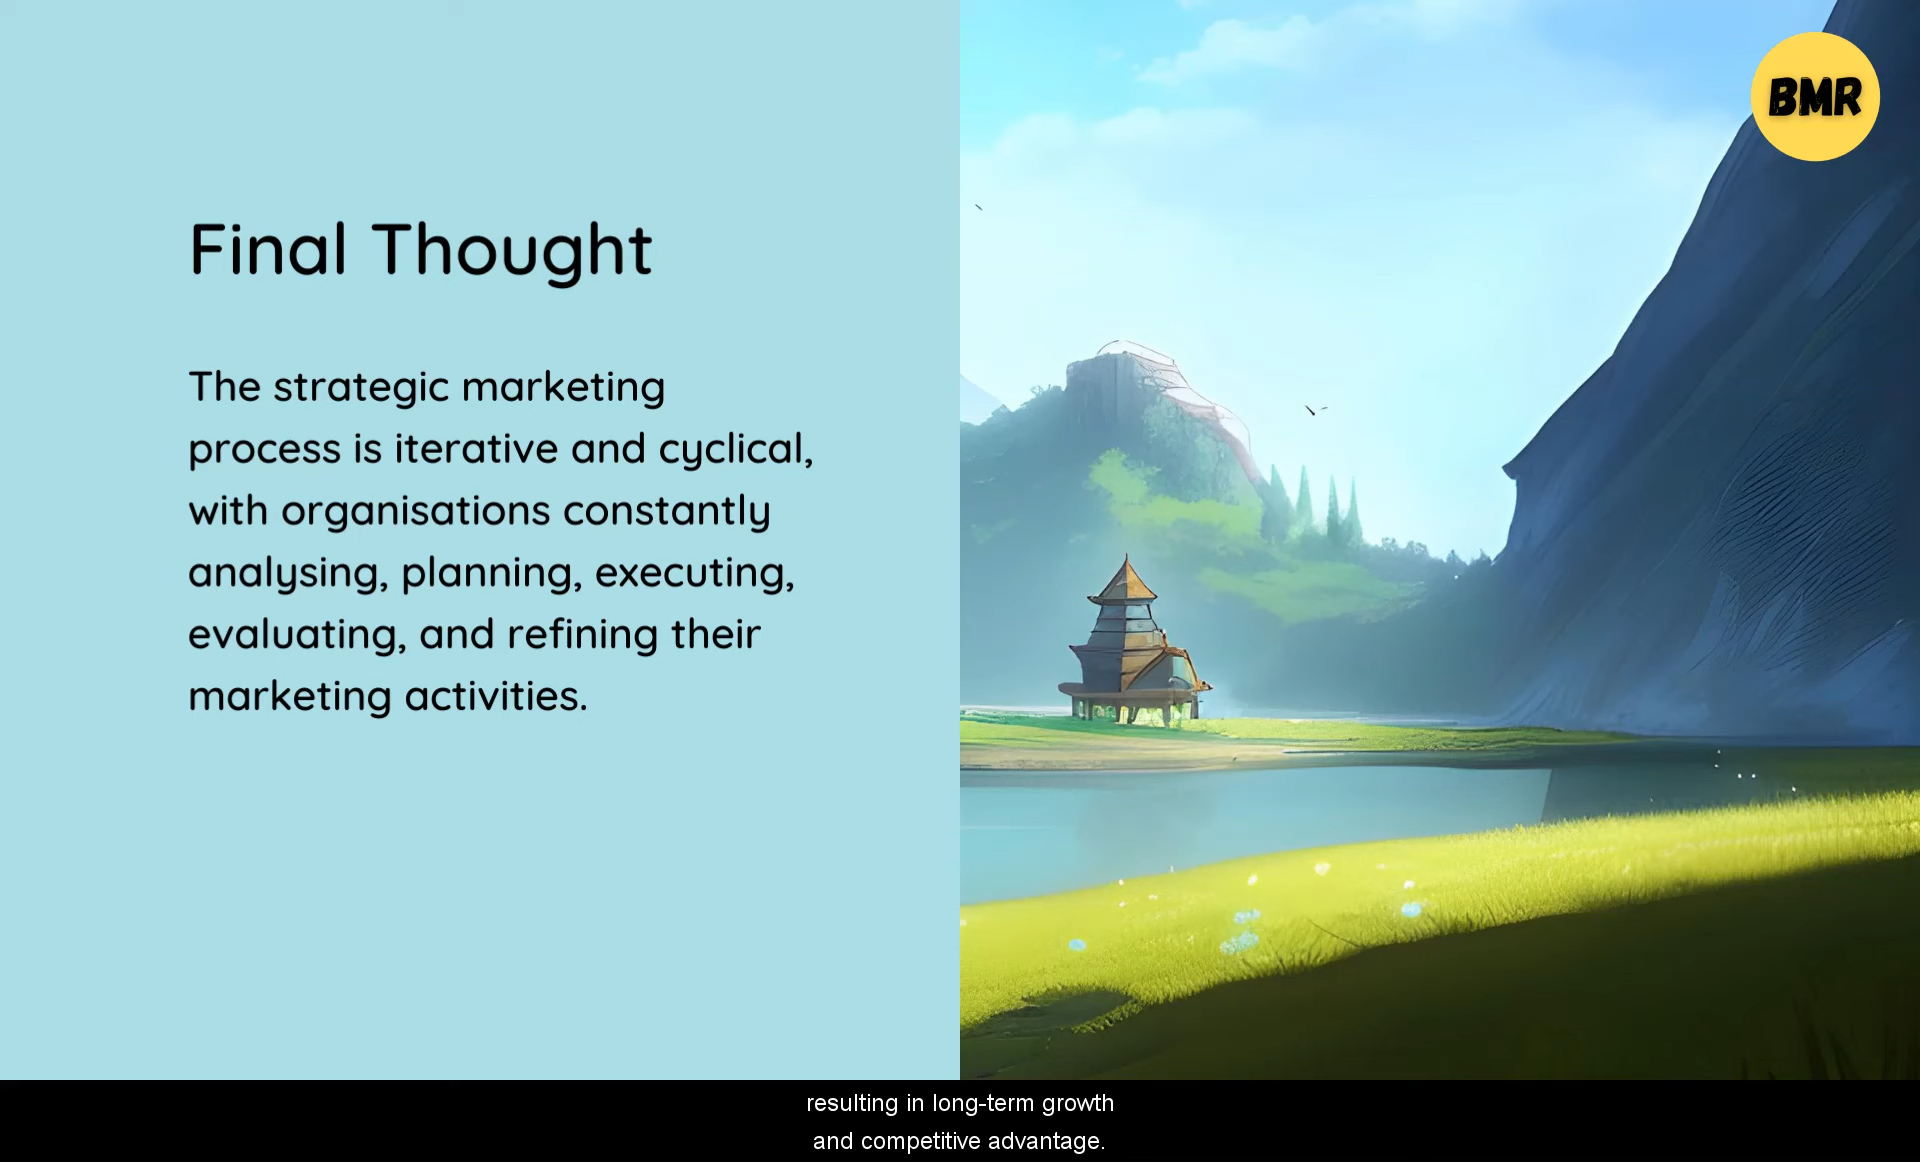 BMR
Final Thought
The strategic marketing
process is iterative and cyclical,
with organisations constantly
analysing, planning, executing,
evaluating, and refining their
marketing activities.
resulting in long-term growth
and competitive advantage.